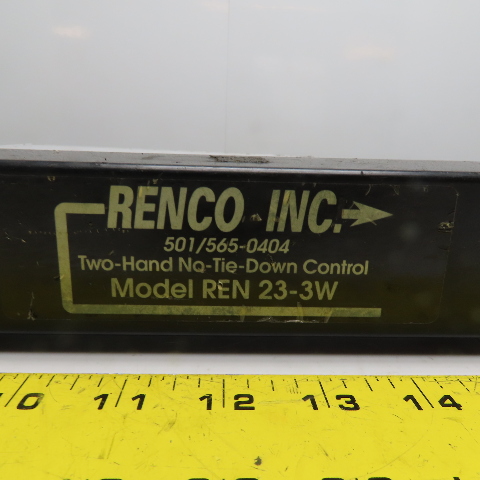 RENCO INC.
501/565-0404
Two-Hand No-Tie-Down Control
Model REN 23-3W
0 11 12 13 14